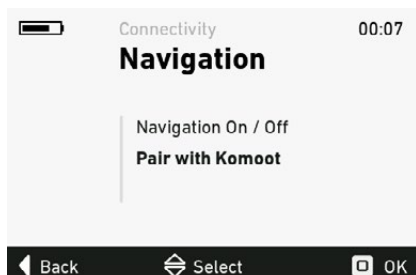 Connectivity
00:07
Navigation
Navigation On / Off
Pair with Komoot
Back
Select
OK